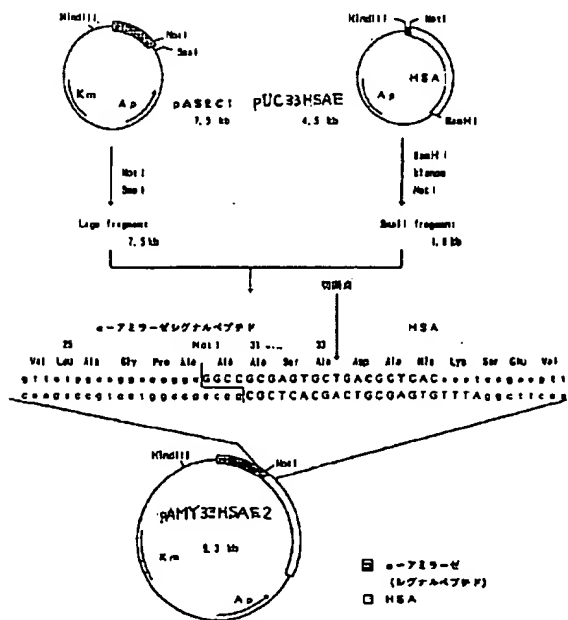 HindIII
NotI
SmaI
Km
Ap
pASEC1
7.5 kb
HindIII
NotI
HSA
Ap
BamHI
pUC33HSAE
4.5 kb
NotI
SmaI
BamHI
Klenow
NotI
Large fragment
7.5 kb
Small fragment
1.8 kb
切断点
α-アミラーゼシグナルペプチド
HSA
NotI
25
31
33
Val Leu Ala Gly Pro Ala Ala Ala Ser Ala Asp Ala His Lys Ser Glu Val
GGCCGCGAGTGCTGACGCTCAC
CGCTCACGACTGCGAGTGTTTA
HindIII
NotI
pAMY33HSAE2
9.3 kb
Km
Ap
α-アミラーゼ
(シグナルペプチド)
HSA